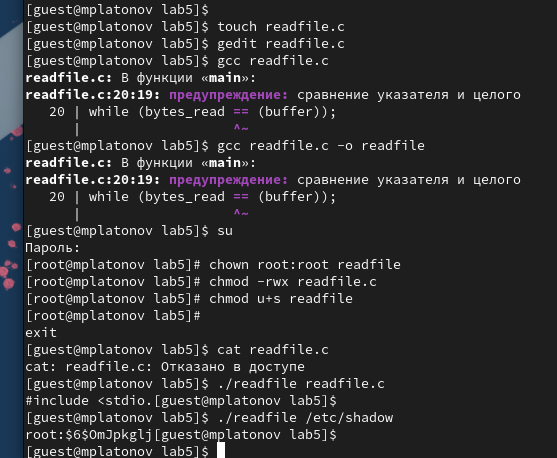 [guest@mplatonov lab5]$
[guest@mplatonov lab5]$ touch readfile.c
[guest@mplatonov lab5]$ gedit readfile.c
[guest@mplatonov lab5]$ gcc readfile.c
readfile.c: В функции «main»:
readfile.c:20:19: предупреждение: сравнение указателя и целого
20 | while (bytes_read == (buffer));
| ^~
[guest@mplatonov lab5]$ gcc readfile.c -o readfile
readfile.c: В функции «main»:
readfile.c:20:19: предупреждение: сравнение указателя и целого
20 | while (bytes_read == (buffer));
| ^~
[guest@mplatonov lab5]$ su
Пароль:
[root@mplatonov lab5]# chown root:root readfile
[root@mplatonov lab5]# chmod -rwx readfile.c
[root@mplatonov lab5]# chmod u+s readfile
[root@mplatonov lab5]#
exit
[guest@mplatonov lab5]$ cat readfile.c
cat: readfile.c: Отказано в доступе
[guest@mplatonov lab5]$ ./readfile readfile.c
#include <stdio.[guest@mplatonov lab5]$
[guest@mplatonov lab5]$ ./readfile /etc/shadow
root:$6$OmJpkglj[guest@mplatonov lab5]$
[guest@mplatonov lab5]$